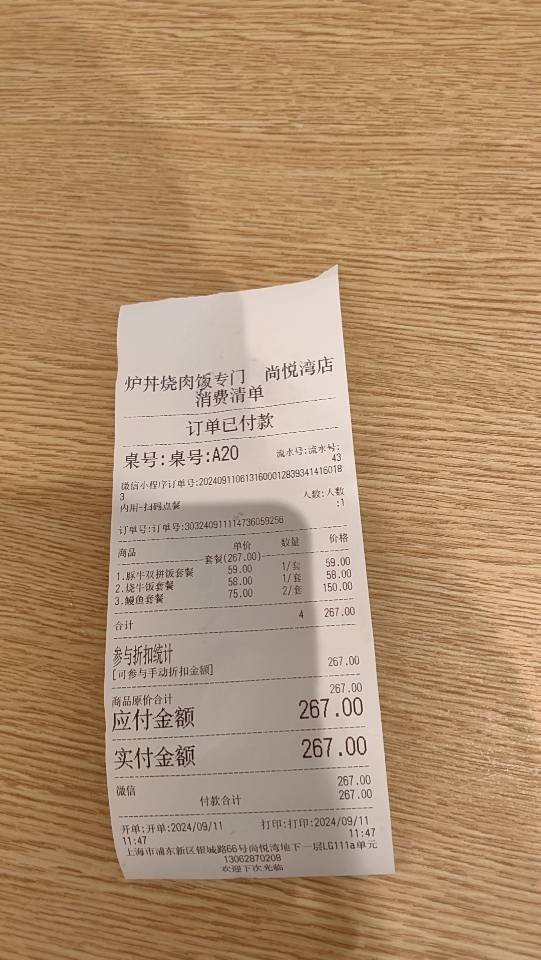 炉丼烧肉饭专门 尚悦湾店
消费清单
订单已付款
桌号:桌号:A20 流水号:流水号:
43
微信小程序订单号:2024091106131600012839341416018
3
内用-扫码点餐 人数:人数
:1
订单号:订单号:303240911114736059256
商品 单价 数量 价格
套餐(267.00)
1.豚牛双拼饭套餐 59.00 1/套 59.00
2.烧牛饭套餐 58.00 1/套 58.00
3.鳗鱼套餐 75.00 2/套 150.00
合计 4 267.00
参与折扣统计
[可参与手动折扣金额] 267.00
商品原价合计 267.00
应付金额 267.00
实付金额 267.00
微信 267.00
付款合计 267.00
开单:开单:2024/09/11 打印:打印:2024/09/11
11:47 11:47
上海市浦东新区银城路66号尚悦湾地下一层LG111a单元
13062870208
欢迎下次光临